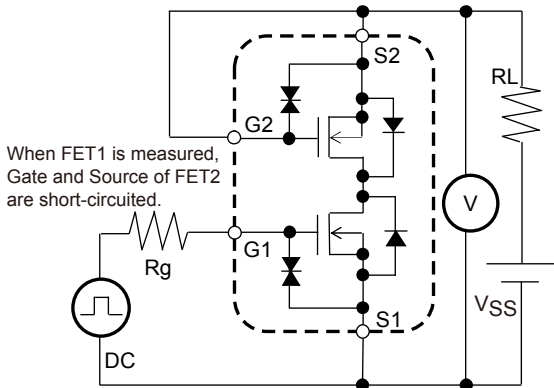 S2
RL
G2
When FET1 is measured,
Gate and Source of FET2
are short-circuited.
V
Rg
G1
VSS
S1
DC